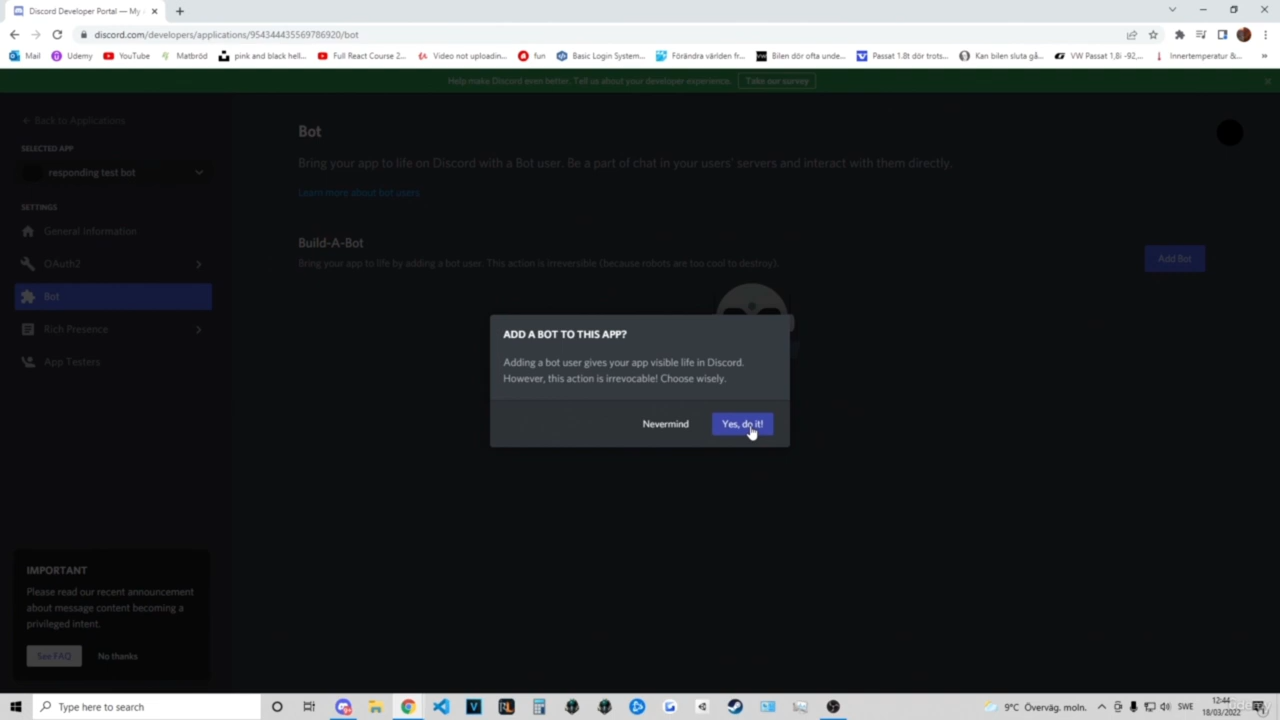 Discord Developer Portal — My
discord.com/developers/applications/954344435569786920/bot
Mail
Udemy
YouTube
Matbröd
pink and black hell...
Full React Course 2...
Video not uploadin...
fun
Basic Login System...
Förändra världen fr...
Bilen dör ofta unde...
Passat 1.8t dör trots...
Kan bilen sluta gå...
VW Passat 1,8i -92,...
Innertemperatur &...
Help make Discord even better. Tell us about your developer experience.
Take our survey
← Back to Applications
SELECTED APP
responding test bot
SETTINGS
General Information
OAuth2
Bot
Rich Presence
App Testers
Bot
Bring your app to life on Discord with a Bot user. Be a part of chat in your users' servers and interact with them directly.
Learn more about bot users
Build-A-Bot
Bring your app to life by adding a bot user. This action is irreversible (because robots are too cool to destroy).
Add Bot
ADD A BOT TO THIS APP?
Adding a bot user gives your app visible life in Discord.
However, this action is irrevocable! Choose wisely.
Nevermind
Yes, do it!
IMPORTANT
Please read our recent announcement
about message content becoming a
privileged intent.
See FAQ
No thanks
Type here to search
9°C Överväg. moln.
SWE
12:44
18/03/2022